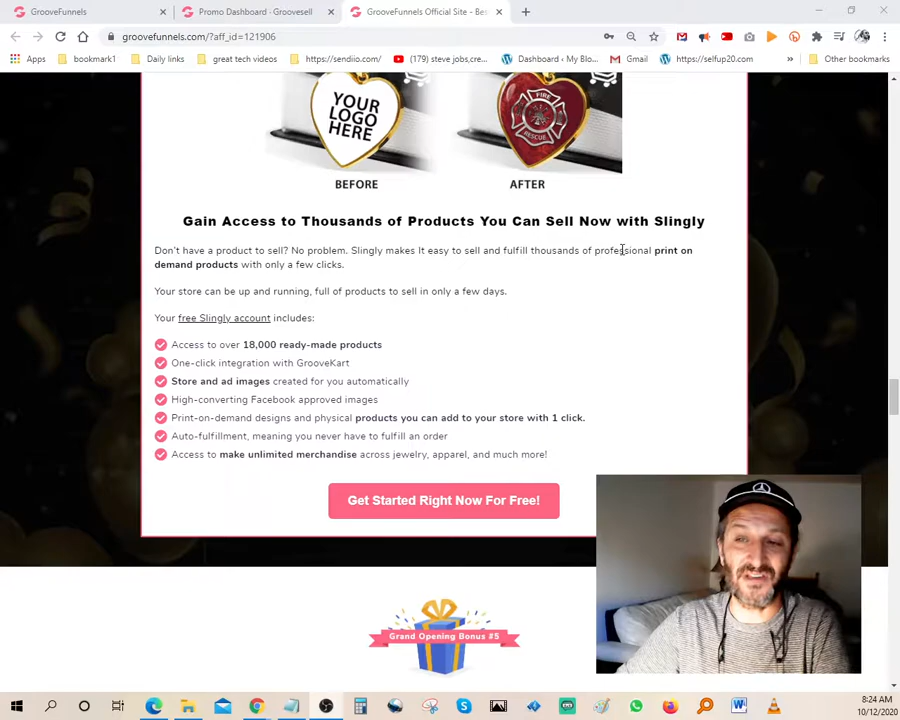 GrooveFunnels
Promo Dashboard · Groovesell
GrooveFunnels Official Site - Bes
groovefunnels.com/?aff_id=121906
Apps
bookmark1
Daily links
great tech videos
https://sendiio.com/
(179) steve jobs,cre...
Dashboard ‹ My Blo...
Gmail
https://selfup20.com
»
Other bookmarks
YOUR
LOGO
HERE
FIRE
RESCUE
BEFORE
AFTER
Gain Access to Thousands of Products You Can Sell Now with Slingly
Don't have a product to sell? No problem. Slingly makes It easy to sell and fulfill thousands of professional print on
demand products with only a few clicks.
Your store can be up and running, full of products to sell in only a few days.
Your free Slingly account includes:
Access to over 18,000 ready-made products
One-click integration with GrooveKart
Store and ad images created for you automatically
High-converting Facebook approved images
Print-on-demand designs and physical products you can add to your store with 1 click.
Auto-fulfillment, meaning you never have to fulfill an order
Access to make unlimited merchandise across jewelry, apparel, and much more!
Get Started Right Now For Free!
Grand Opening Bonus #5
8:24 AM
10/12/2020